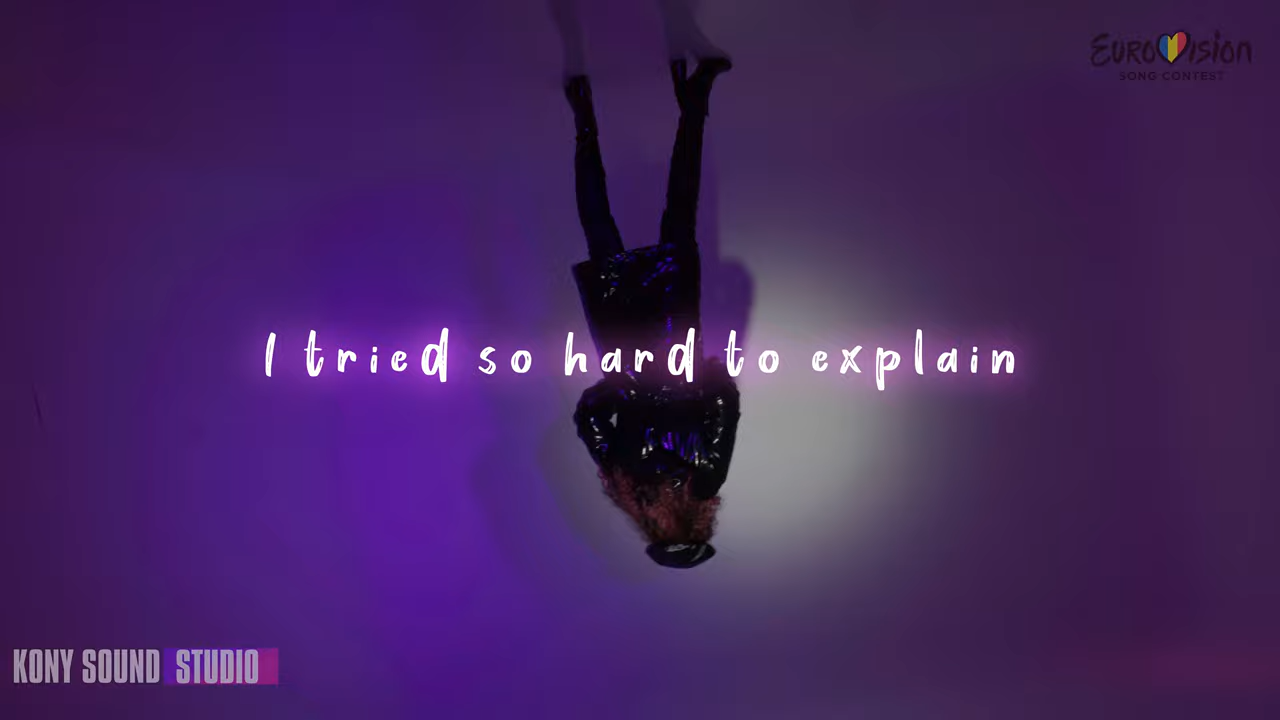 EUROVISION
SONG CONTEST
I tried so hard to explain
KONY SOUND STUDIO